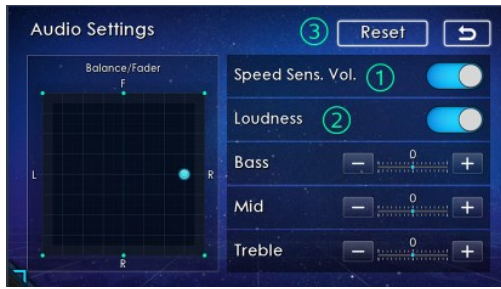 Audio Settings
3
Reset
Balance/Fader
F
L
R
R
Speed Sens. Vol.
1
Loudness
2
Bass
0
Mid
0
Treble
0